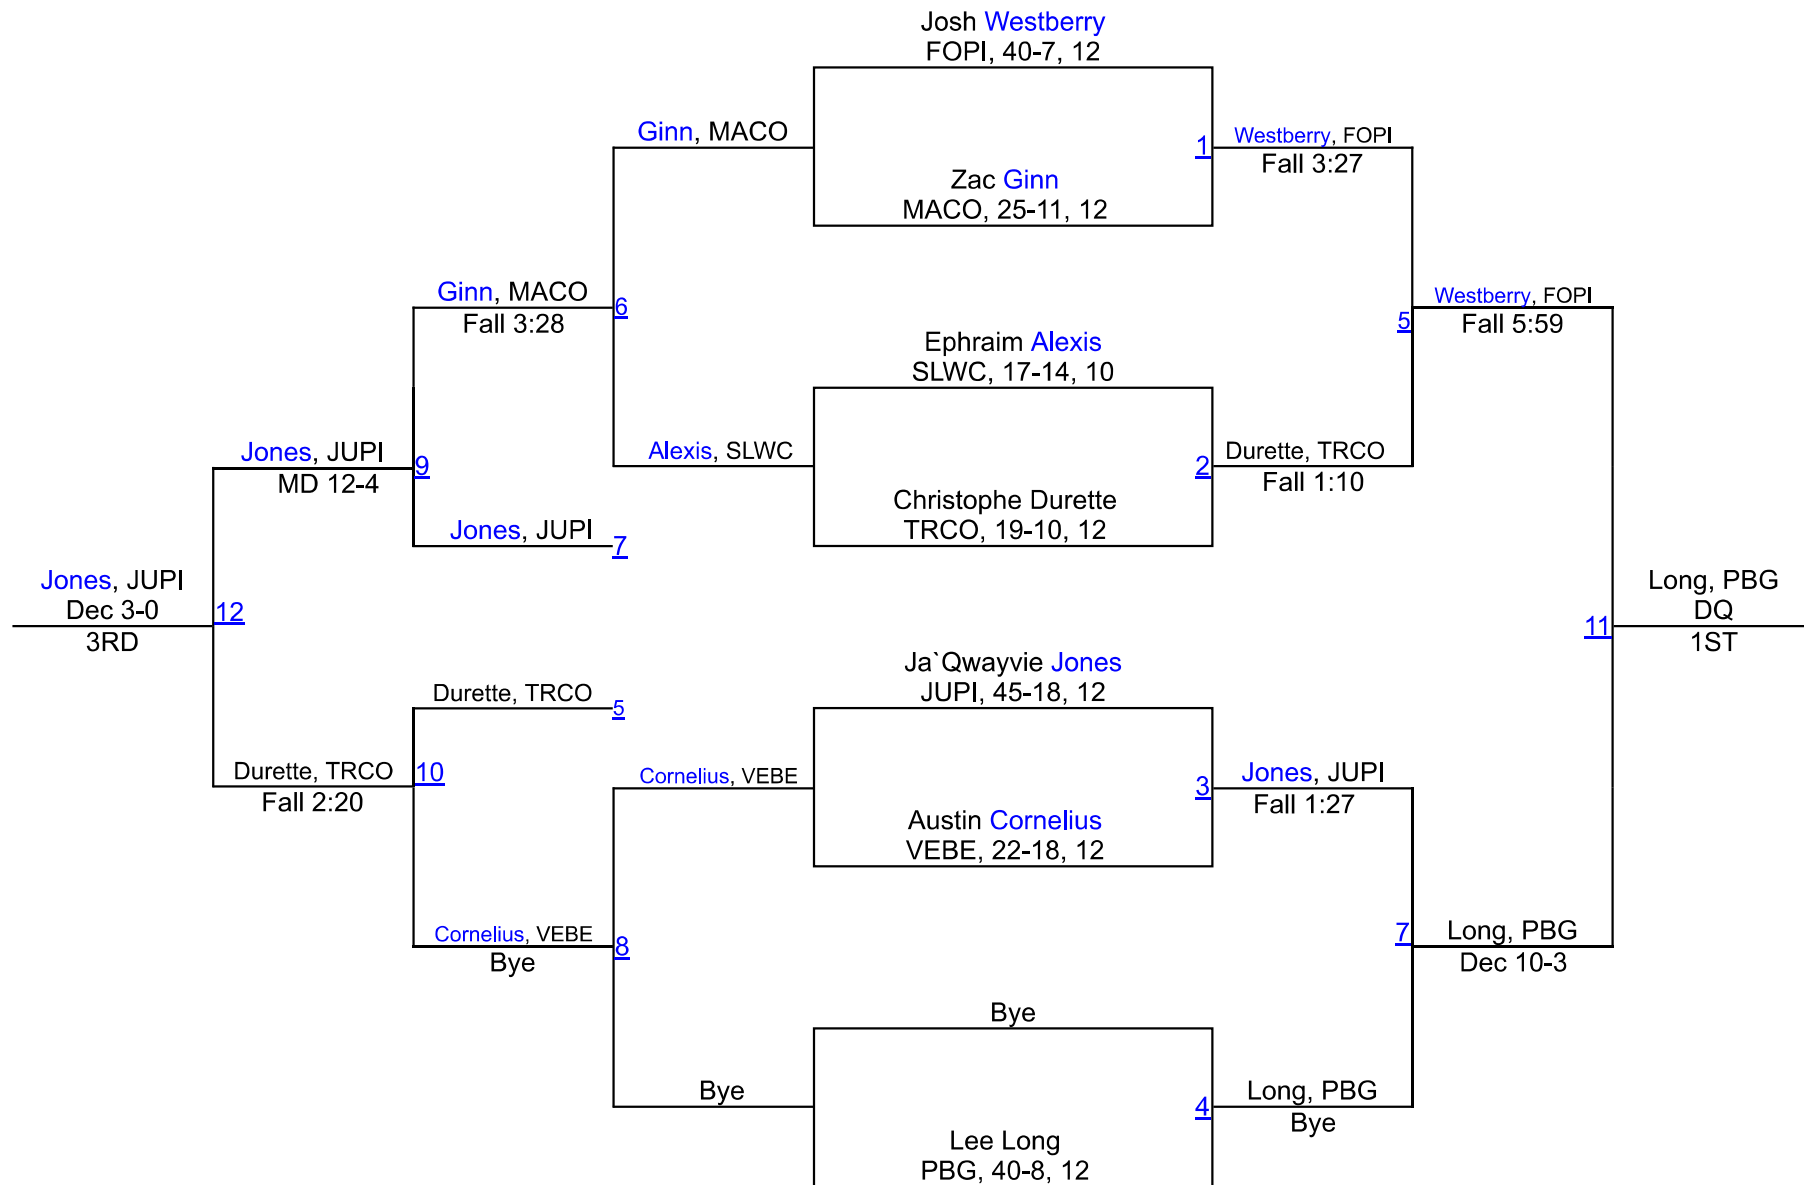 Josh Westberry
FOPI, 40-7, 12
Ginn, MACO
1
Westberry, FOPI
Fall 3:27
Zac Ginn
MACO, 25-11, 12
Ginn, MACO
Fall 3:28
6
Westberry, FOPI
Fall 5:59
5
Ephraim Alexis
SLWC, 17-14, 10
Jones, JUPI
MD 12-4
9
Alexis, SLWC
2
Durette, TRCO
Fall 1:10
Christophe Durette
TRCO, 19-10, 12
Jones, JUPI
7
Jones, JUPI
Dec 3-0
3RD
12
Long, PBG
DQ
1ST
11
Ja`Qwayvie Jones
JUPI, 45-18, 12
Durette, TRCO
5
Durette, TRCO
Fall 2:20
10
Cornelius, VEBE
3
Jones, JUPI
Fall 1:27
Austin Cornelius
VEBE, 22-18, 12
Cornelius, VEBE
Bye
8
7
Long, PBG
Dec 10-3
Bye
Bye
4
Long, PBG
Bye
Lee Long
PBG, 40-8, 12